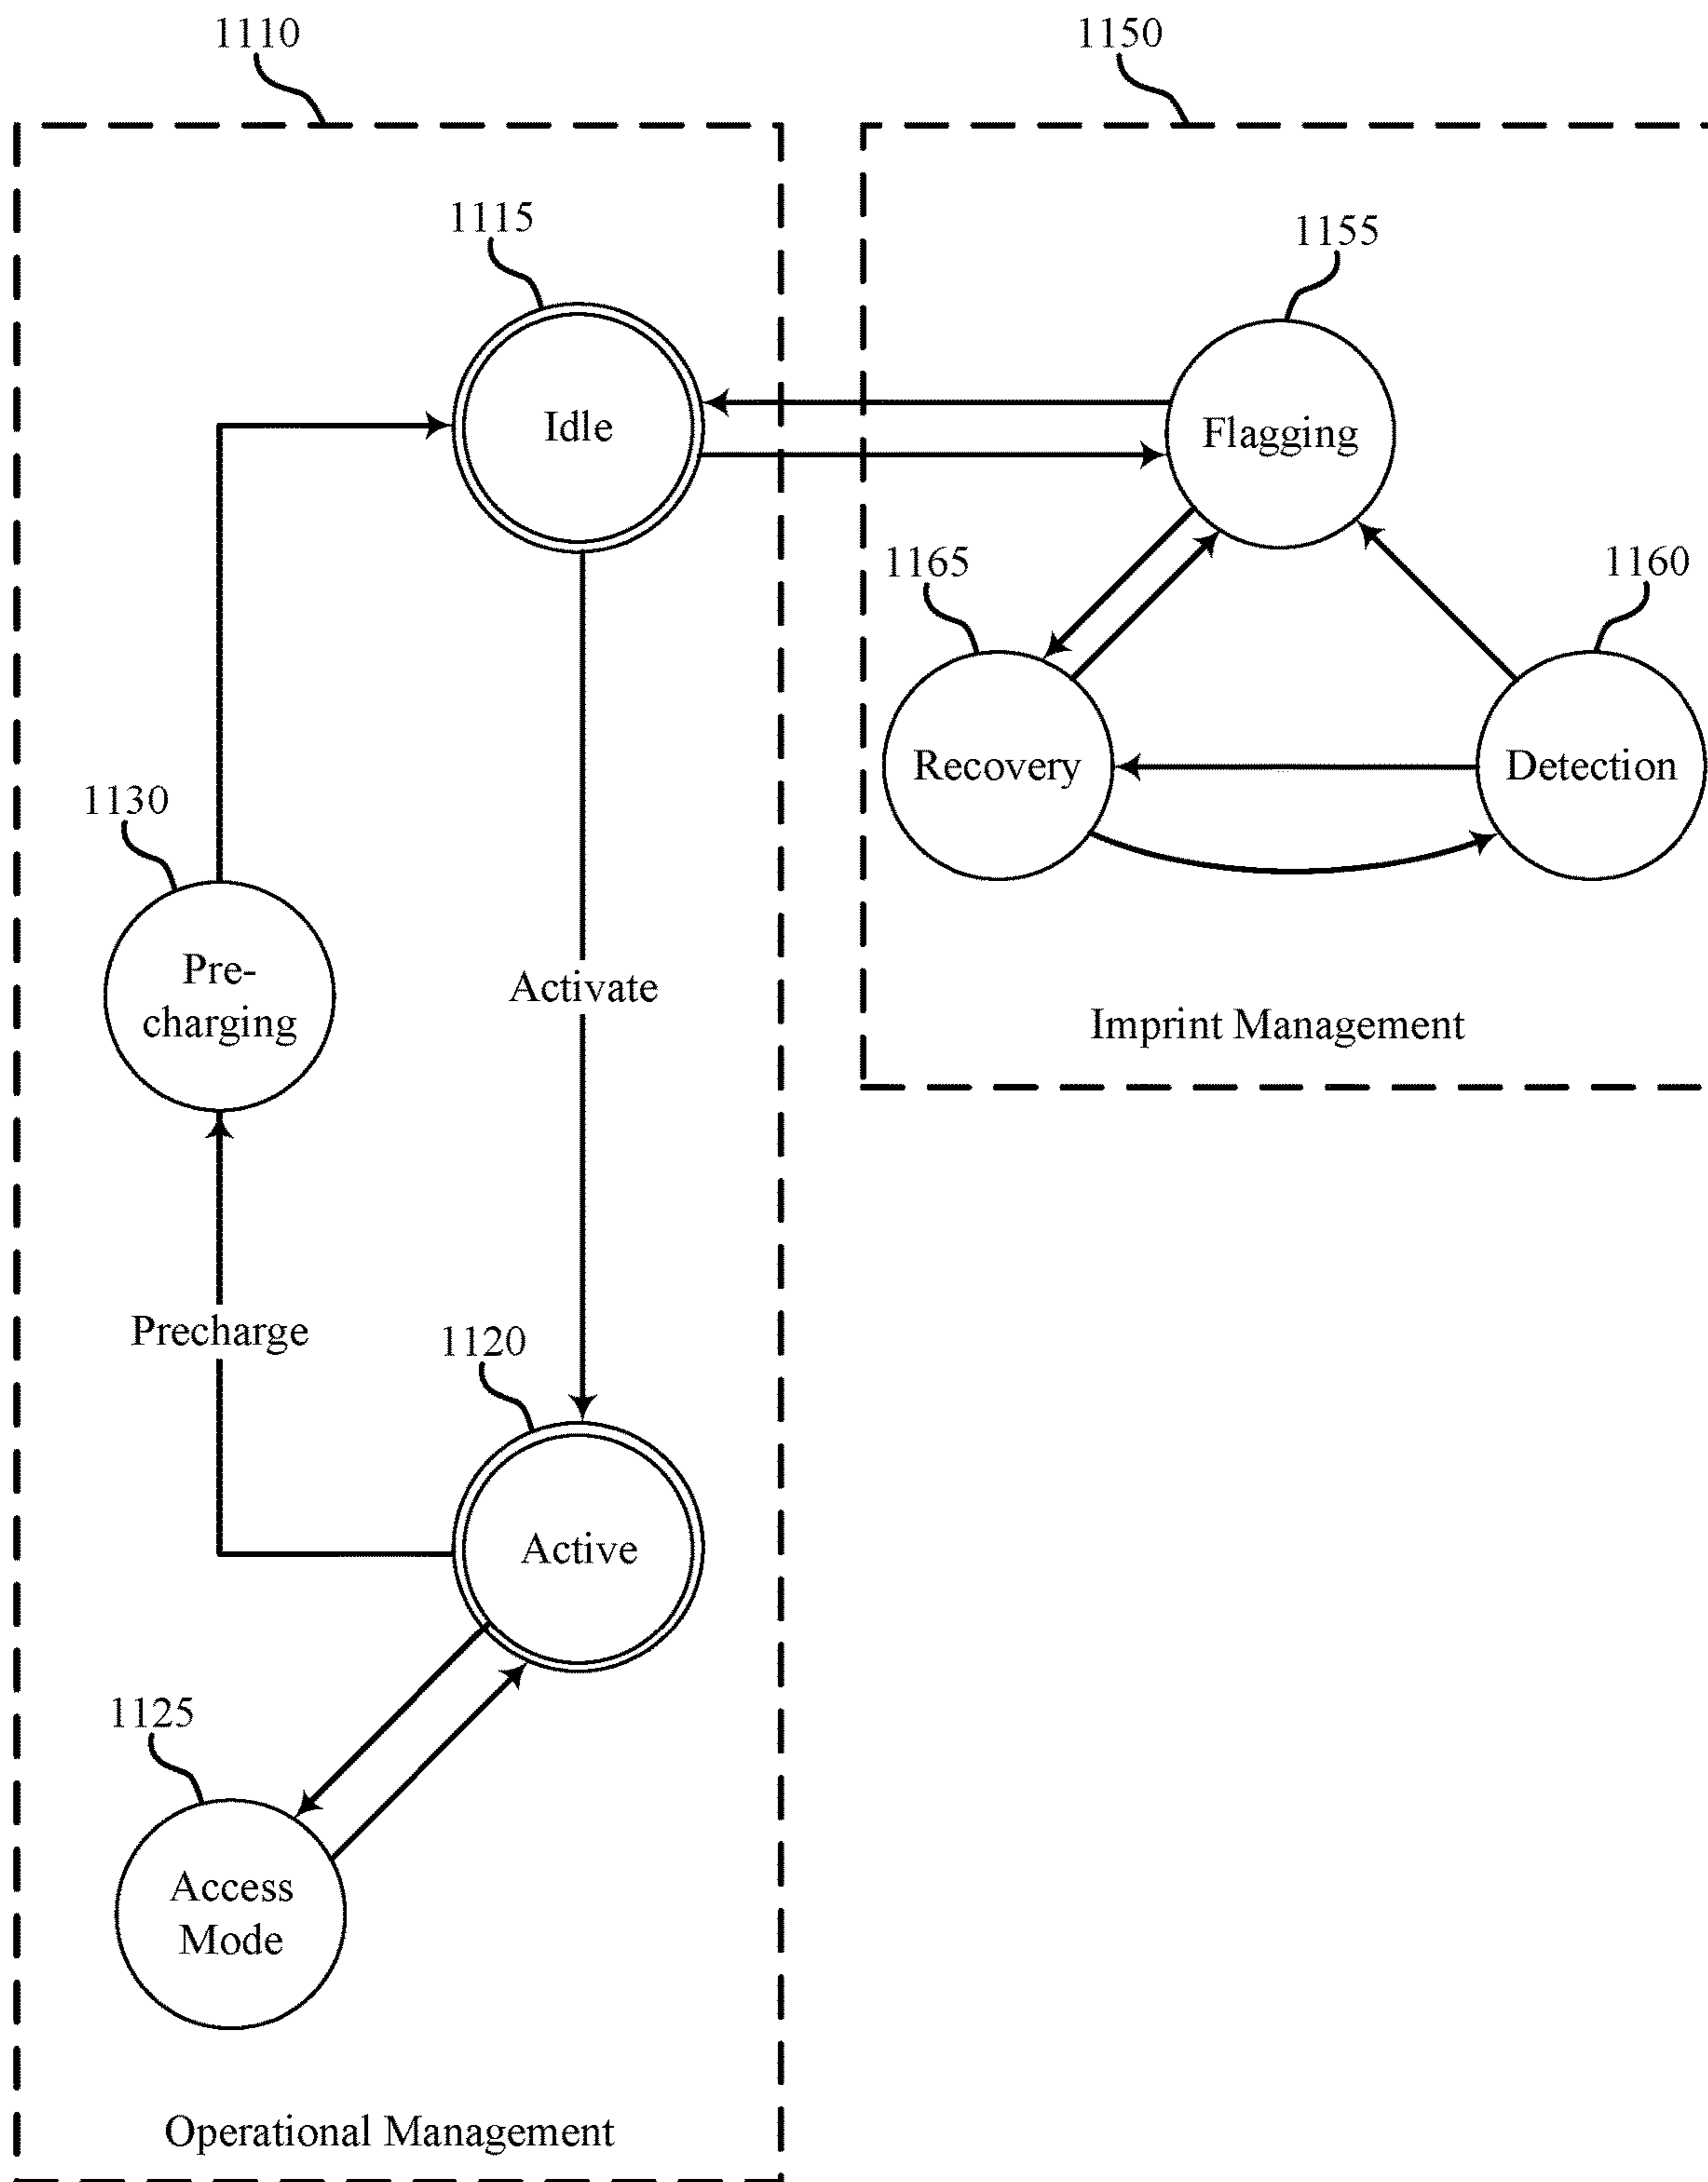 1110
1150
1115
1155
Idle
Flagging
1165
1160
Recovery
Detection
1130
Pre-
charging
Activate
Imprint Management
Precharge
1120
Active
1125
Access
Mode
Operational Management